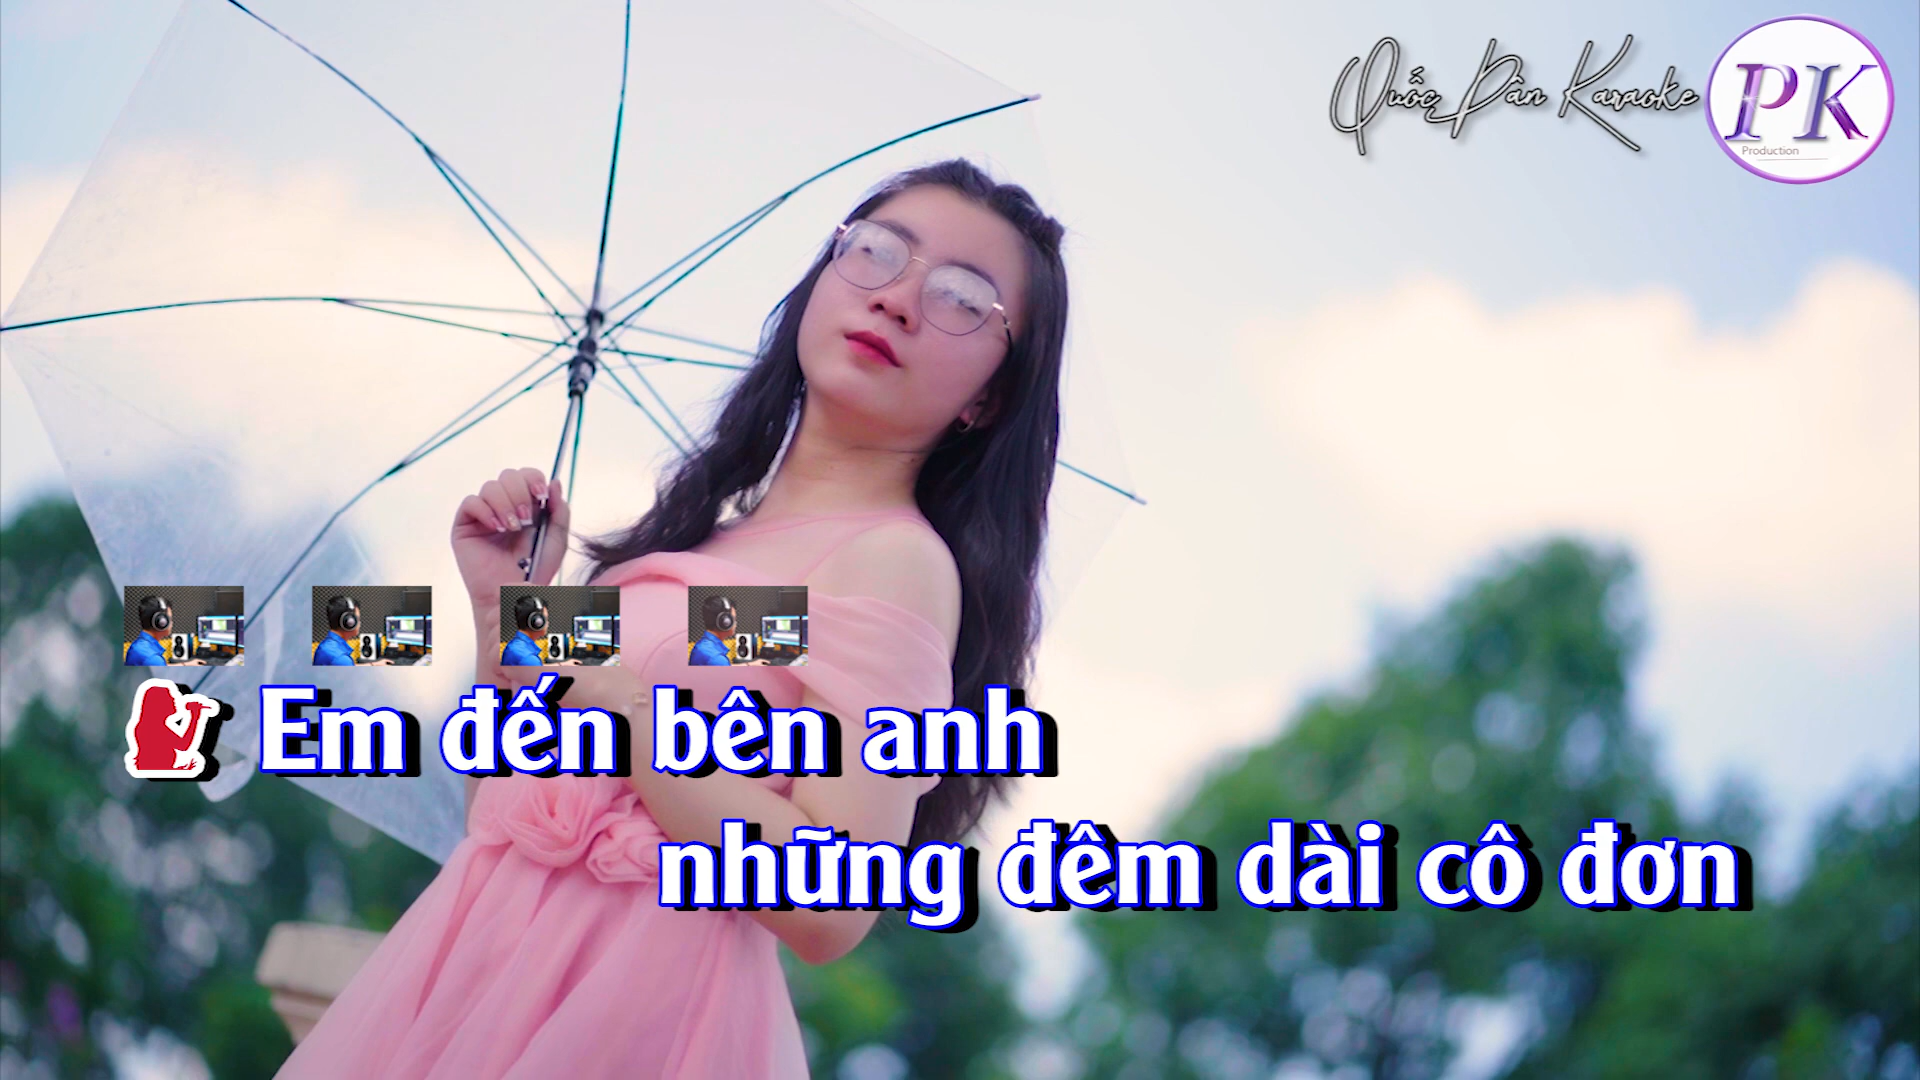 Quốc Dân Karaoke
PK
Production
Em đến bên anh
những đêm dài cô đơn